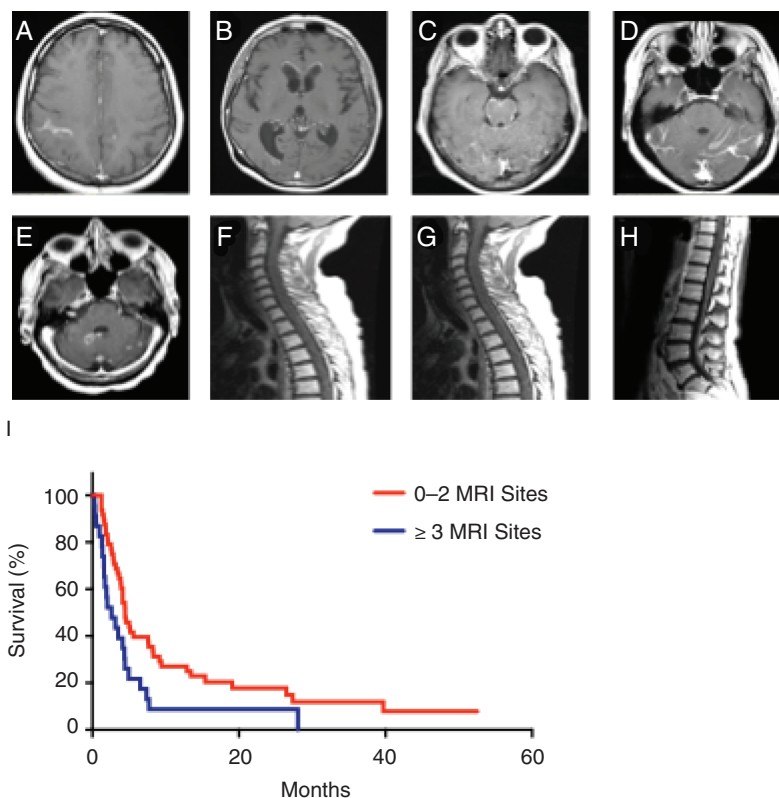 A B C D
E F G H
I
0–2 MRI Sites
≥ 3 MRI Sites
Survival (%)
100
80
60
40
20
0
0 20 40 60
Months